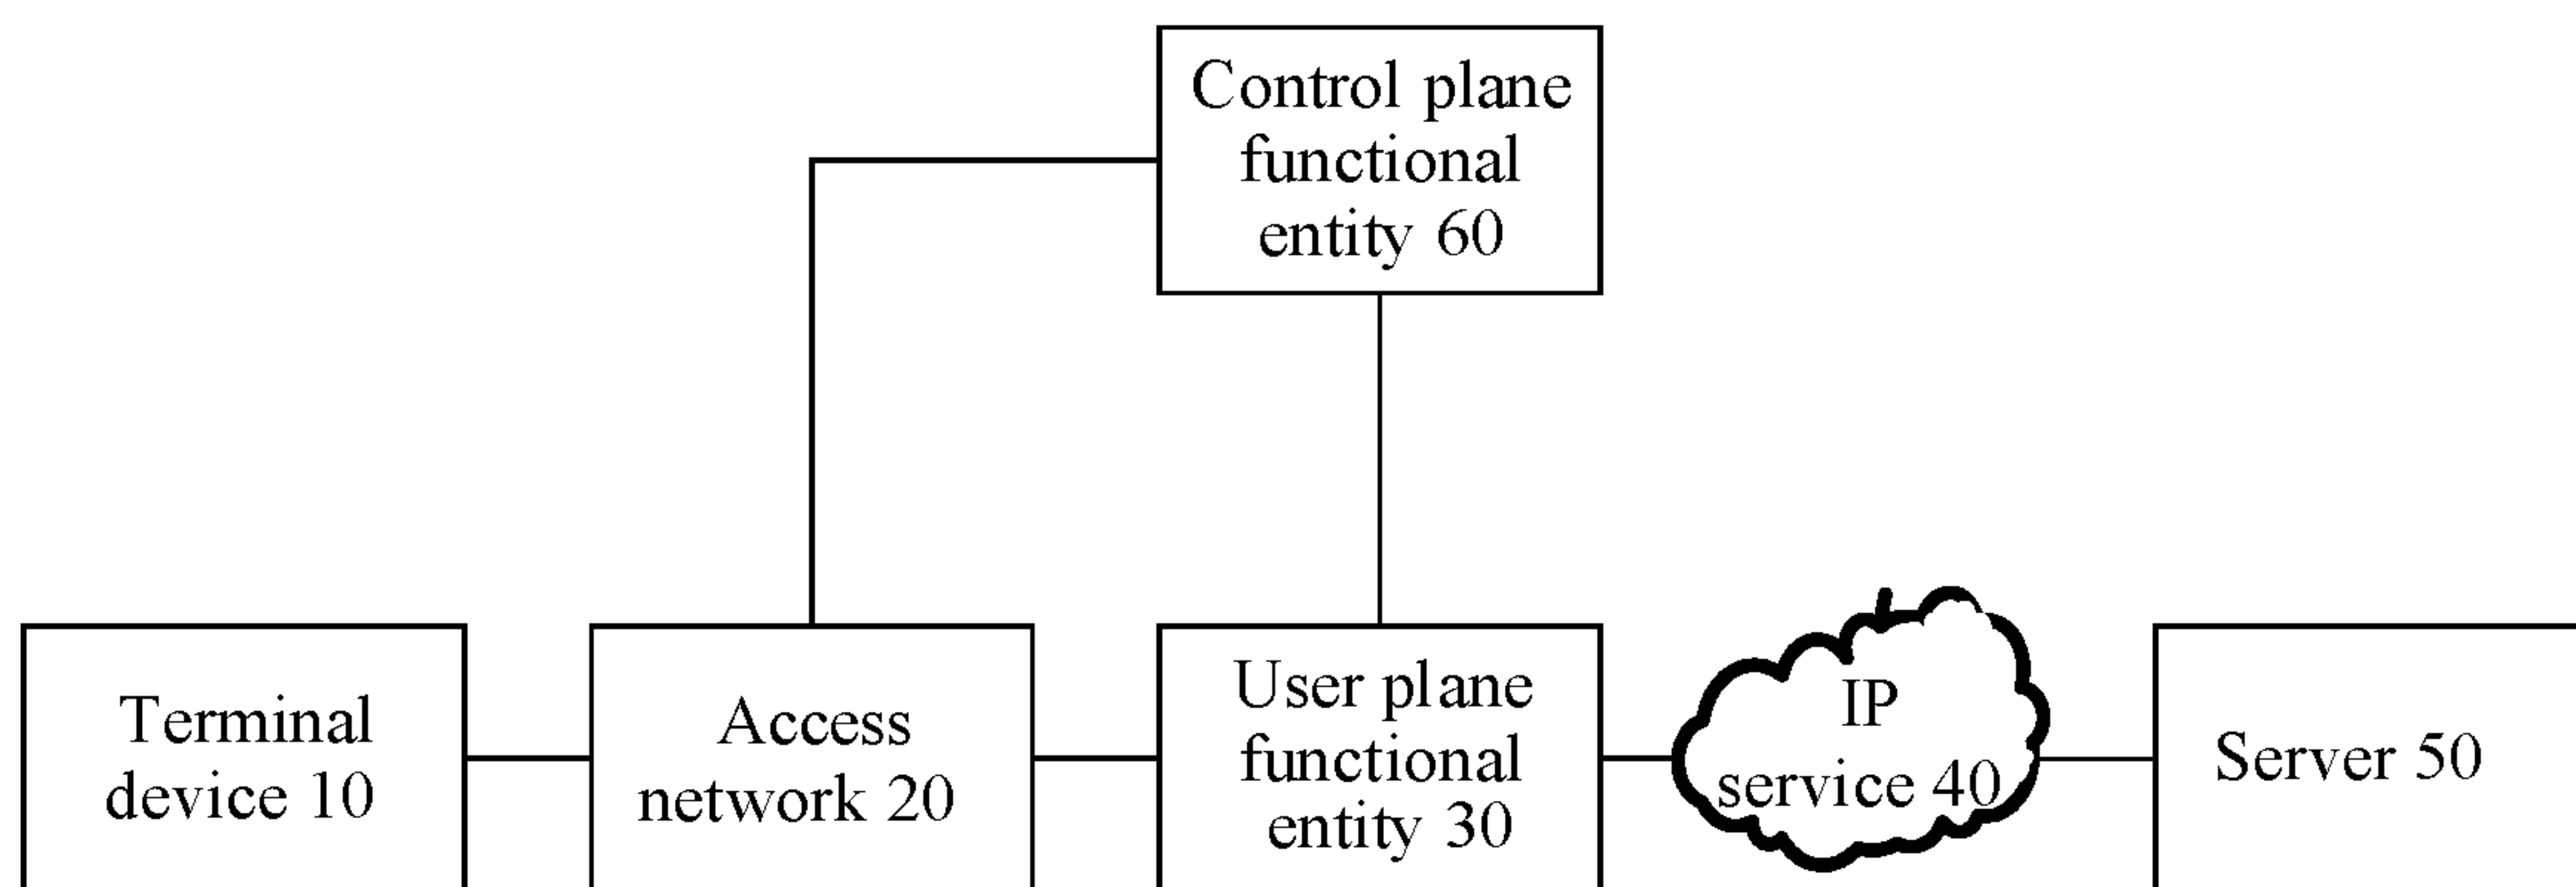 Control plane
functional
entity 60
Terminal
device 10
Access
network 20
User plane
functional
entity 30
IP
service 40
Server 50